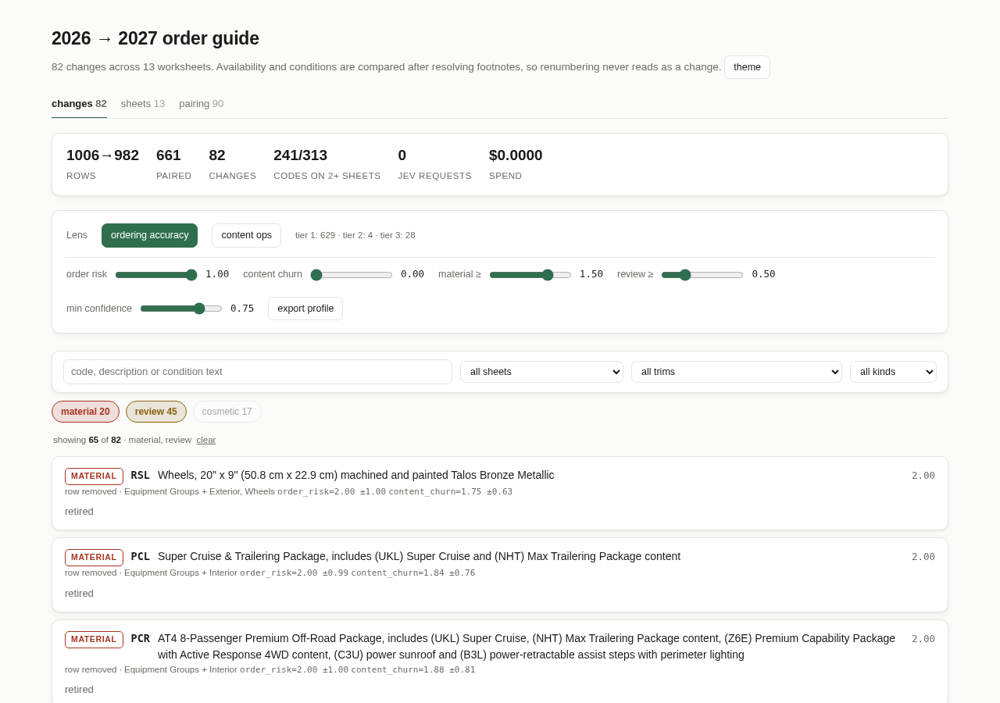 2026 → 2027 order guide
82 changes across 13 worksheets. Availability and conditions are compared after resolving footnotes, so renumbering never reads as a change. theme
changes 82 sheets 13 pairing 90
1006→982 661 82 241/313 0 $0.0000
ROWS PAIRED CHANGES CODES ON 2+ SHEETS JEV REQUESTS SPEND
Lens ordering accuracy content ops tier 1: 629 · tier 2: 4 · tier 3: 28
order risk 1.00 content churn 0.00 material ≥ 1.50 review ≥ 0.50
min confidence 0.75 export profile
code, description or condition text all sheets all trims all kinds
material 20 review 45 cosmetic 17
showing 65 of 82 · material, review clear
MATERIAL RSL Wheels, 20" x 9" (50.8 cm x 22.9 cm) machined and painted Talos Bronze Metallic 2.00
row removed · Equipment Groups + Exterior, Wheels order_risk=2.00 ±1.00 content_churn=1.75 ±0.63
retired
MATERIAL PCL Super Cruise & Trailering Package, includes (UKL) Super Cruise and (NHT) Max Trailering Package content 2.00
row removed · Equipment Groups + Interior order_risk=2.00 ±0.99 content_churn=1.84 ±0.76
retired
MATERIAL PCR AT4 8-Passenger Premium Off-Road Package, includes (UKL) Super Cruise, (NHT) Max Trailering Package content, (Z6E) Premium Capability Package 2.00
with Active Response 4WD content, (C3U) power sunroof and (B3L) power-retractable assist steps with perimeter lighting
row removed · Equipment Groups + Interior order_risk=2.00 ±1.00 content_churn=1.88 ±0.81
retired